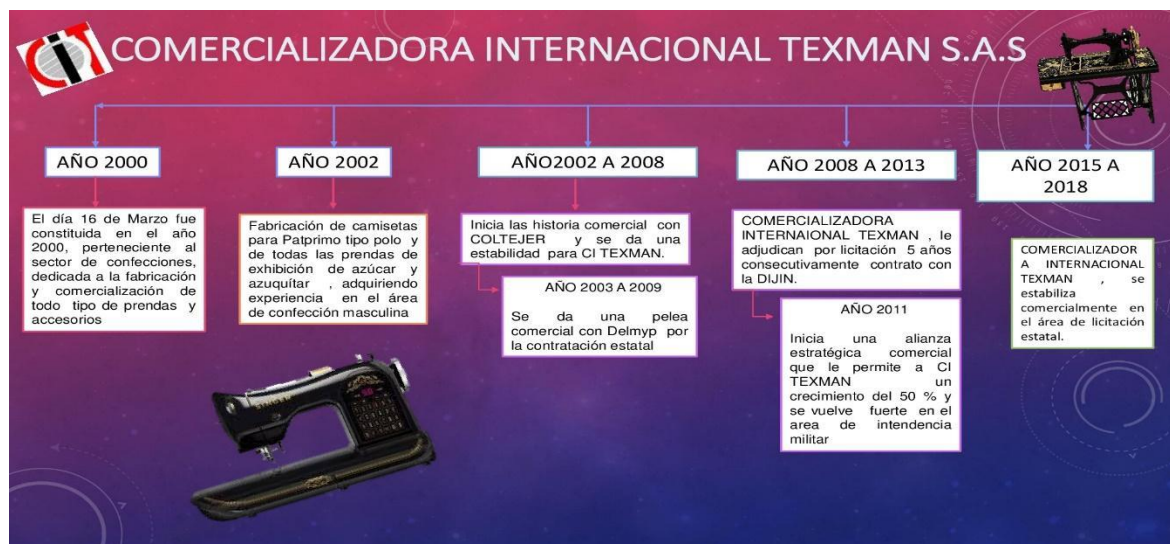 CiT
COMERCIALIZADORA INTERNACIONAL TEXMAN S.A.S
AÑO 2000
El día 16 de Marzo fue
constituida en el año
2000, perteneciente al
sector de confecciones,
dedicada a la fabricación
y comercialización de
todo tipo de prendas y
accesorios
AÑO 2002
Fabricación de camisetas
para Patprimo tipo polo y
de todas las prendas de
exhibición de azúcar y
azuquítar , adquiriendo
experiencia en el área
de confección masculina
AÑO2002 A 2008
Inicia las historia comercial con
COLTEJER y se da una
estabilidad para CI TEXMAN.
AÑO 2003 A 2009
Se da una pelea
comercial con Delmyp por
la contratación estatal
AÑO 2008 A 2013
COMERCIALIZADORA
INTERNAIONAL TEXMAN , le
adjudican por licitación 5 años
consecutivamente contrato con
la DIJIN.
AÑO 2011
Inicia una alianza
estratégica comercial
que le permite a CI
TEXMAN un
crecimiento del 50 % y
se vuelve fuerte en el
area de intendencia
militar
AÑO 2015 A
2018
COMERCIALIZADOR
A INTERNACIONAL
TEXMAN , se
estabiliza
comercialmente en
el área de licitación
estatal.
SINGER